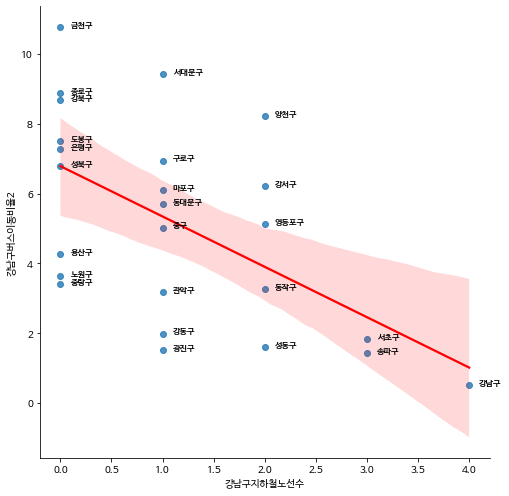 금천구
10
서대문구
종로구
강북구
양천구
8
도봉구
은평구
구로구
성북구
강서구
마포구
6
동대문구
영등포구
중구
용산구
4
노원구
중랑구
동작구
관악구
2
강동구
서초구
성동구
광진구
송파구
강남구
0
강남구버스이동비율2
0.0 0.5 1.0 1.5 2.0 2.5 3.0 3.5 4.0
강남구지하철노선수